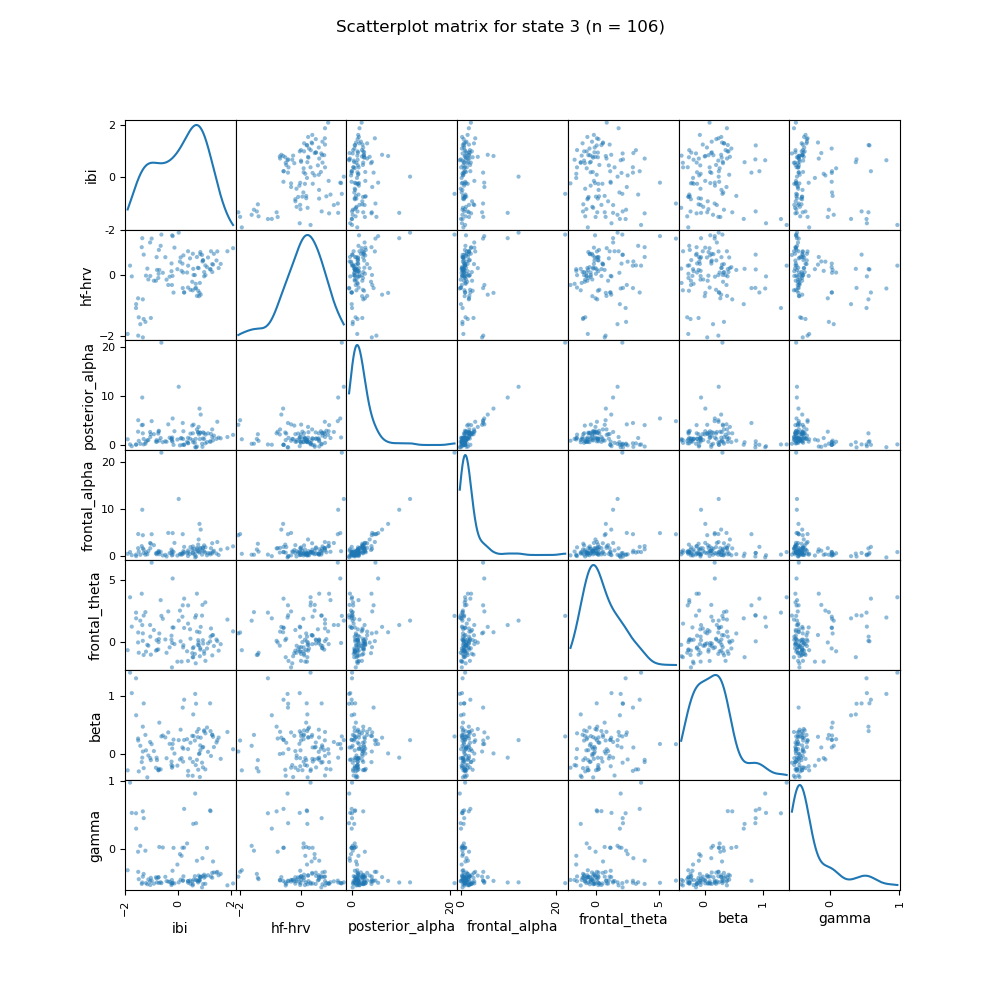 Scatterplot matrix for state 3 (n = 106)
2
0
−2
ibi
0
−2
hf-hrv
20
10
0
posterior_alpha
20
10
0
frontal_alpha
5
0
frontal_theta
1
0
beta
1
0
gamma
−2 0 2 −2 0 0 20 0 20 0 5 0 1 0 1
ibi hf-hrv posterior_alpha frontal_alpha frontal_theta beta gamma